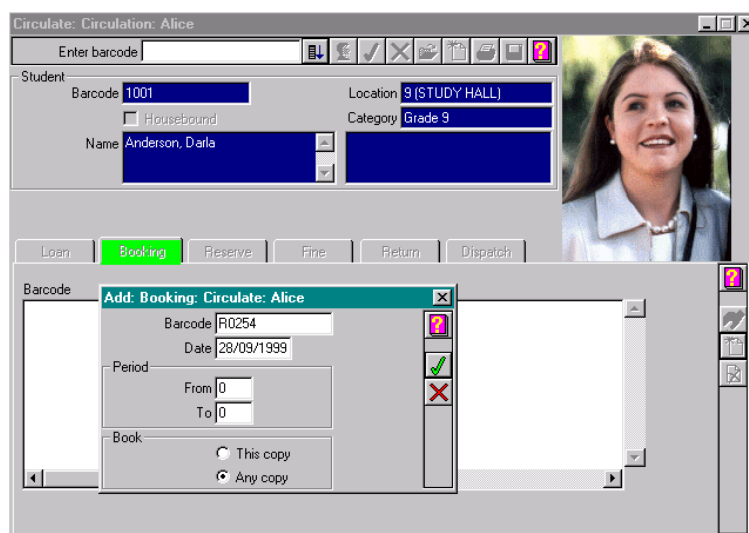 Circulate: Circulation: Alice
Enter barcode
Student
Barcode 1001
Location 9 (STUDY HALL)
Housebound
Category Grade 9
Name Anderson, Darla
Loan Booking Reserve Fine Return Dispatch
Barcode
Add: Booking: Circulate: Alice
Barcode R0254
Date 28/09/1999
Period
From 0
To 0
Book
This copy
Any copy